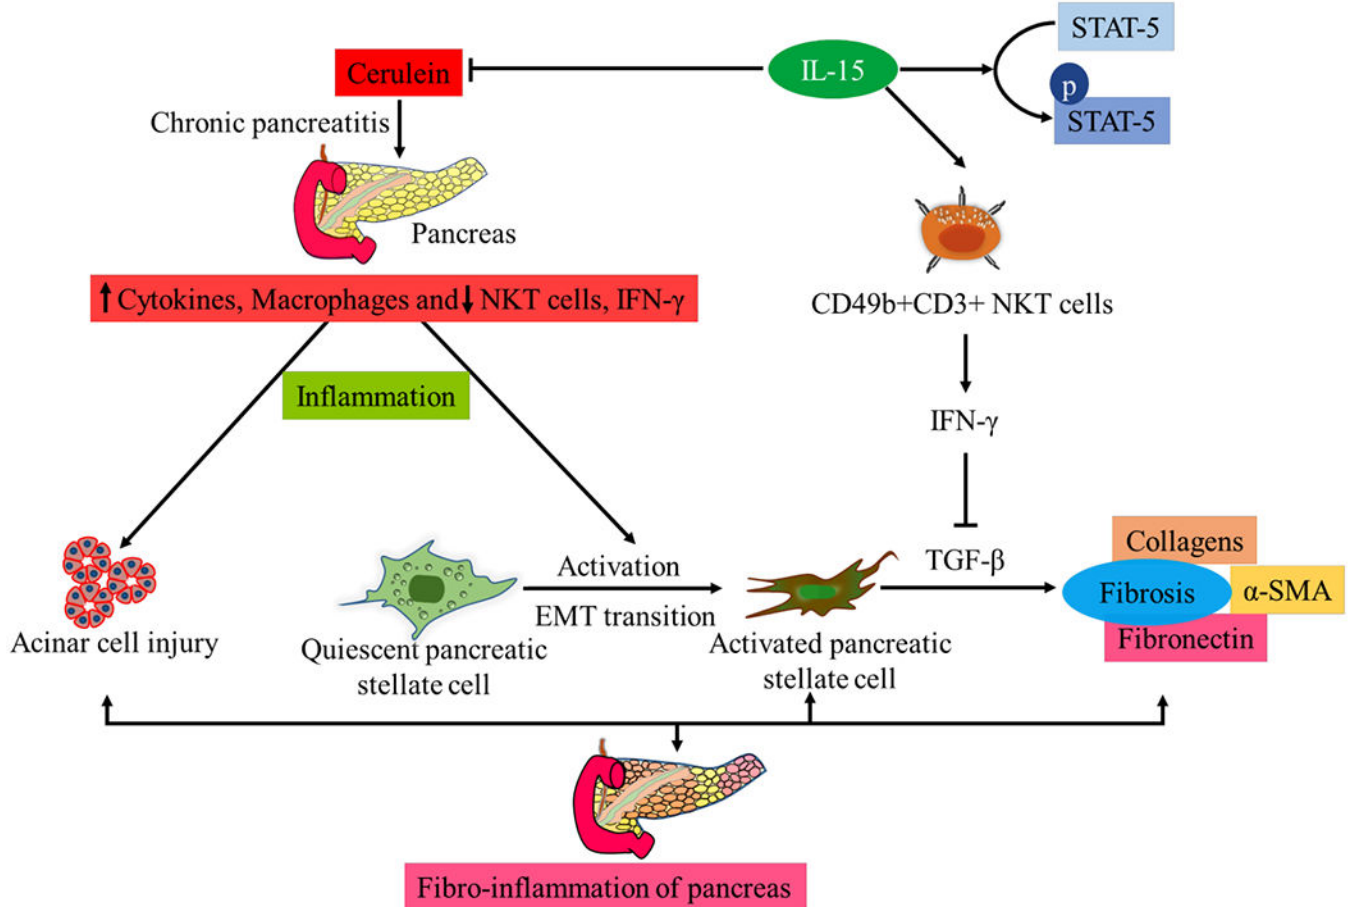 STAT-5
Cerulein
IL-15
p
STAT-5
Chronic pancreatitis
Pancreas
↑ Cytokines, Macrophages and ↓ NKT cells, IFN-γ
CD49b+CD3+ NKT cells
Inflammation
IFN-γ
Collagens
Activation
TGF-β
EMT transition
Fibrosis
α-SMA
Fibronectin
Acinar cell injury
Quiescent pancreatic
stellate cell
Activated pancreatic
stellate cell
Fibro-inflammation of pancreas